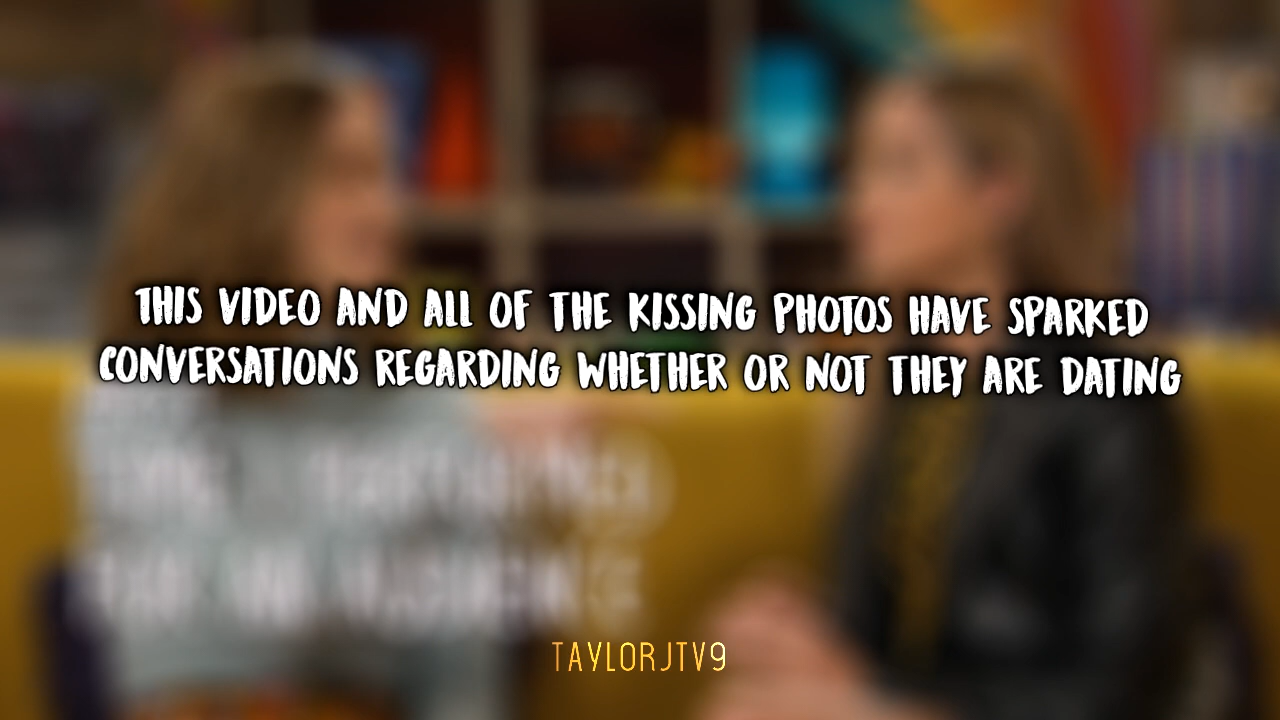 THIS VIDEO AND ALL OF THE KISSING PHOTOS HAVE SPARKED
CONVERSATIONS REGARDING WHETHER OR NOT THEY ARE DATING
TAYLORJTV9